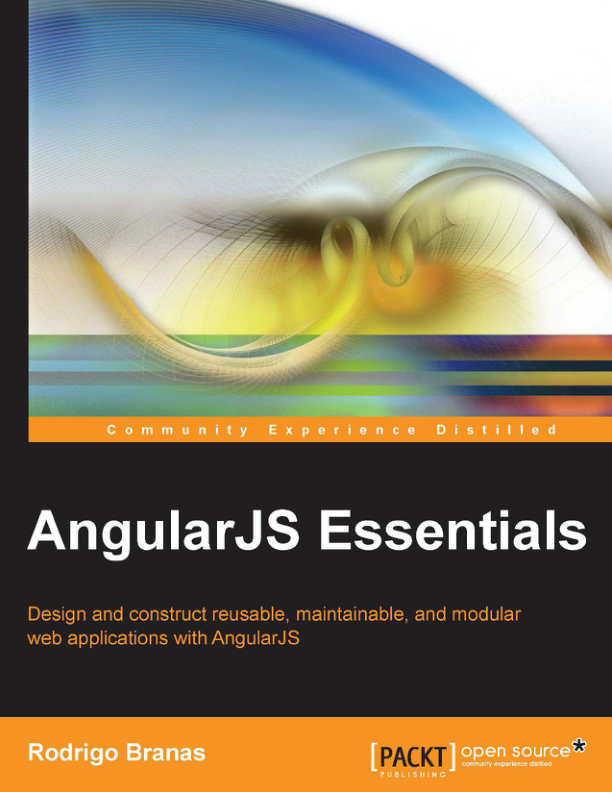 Community Experience Distilled
AngularJS Essentials
Design and construct reusable, maintainable, and modular
web applications with AngularJS
Rodrigo Branas
[PACKT] open source*
PUBLISHING community experience distilled